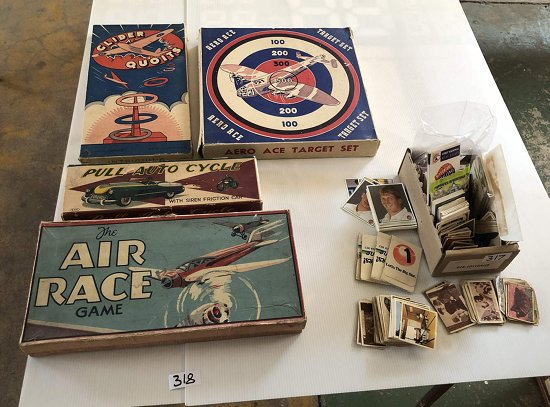 GLIDER
QUOITS
AERO ACE
TARGET SET
100
200
300
200
100
AERO ACE
TARGET SET
AERO ACE TARGET SET
PULL AUTO CYCLE
WITH SIREN FRICTION CAR
The
AIR
RACE
GAME
318
1
317